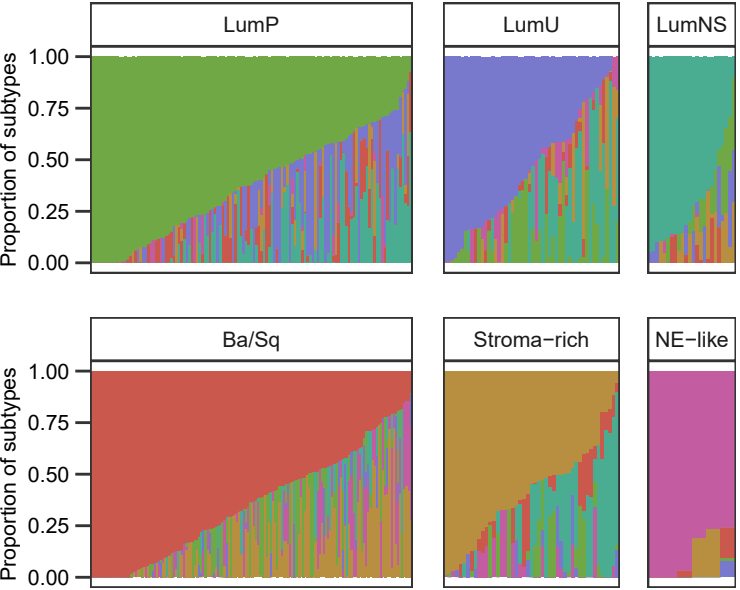 LumP
LumU
LumNS
Proportion of subtypes
1.00
0.75
0.50
0.25
0.00
Ba/Sq
Stroma−rich
NE−like
Proportion of subtypes
1.00
0.75
0.50
0.25
0.00